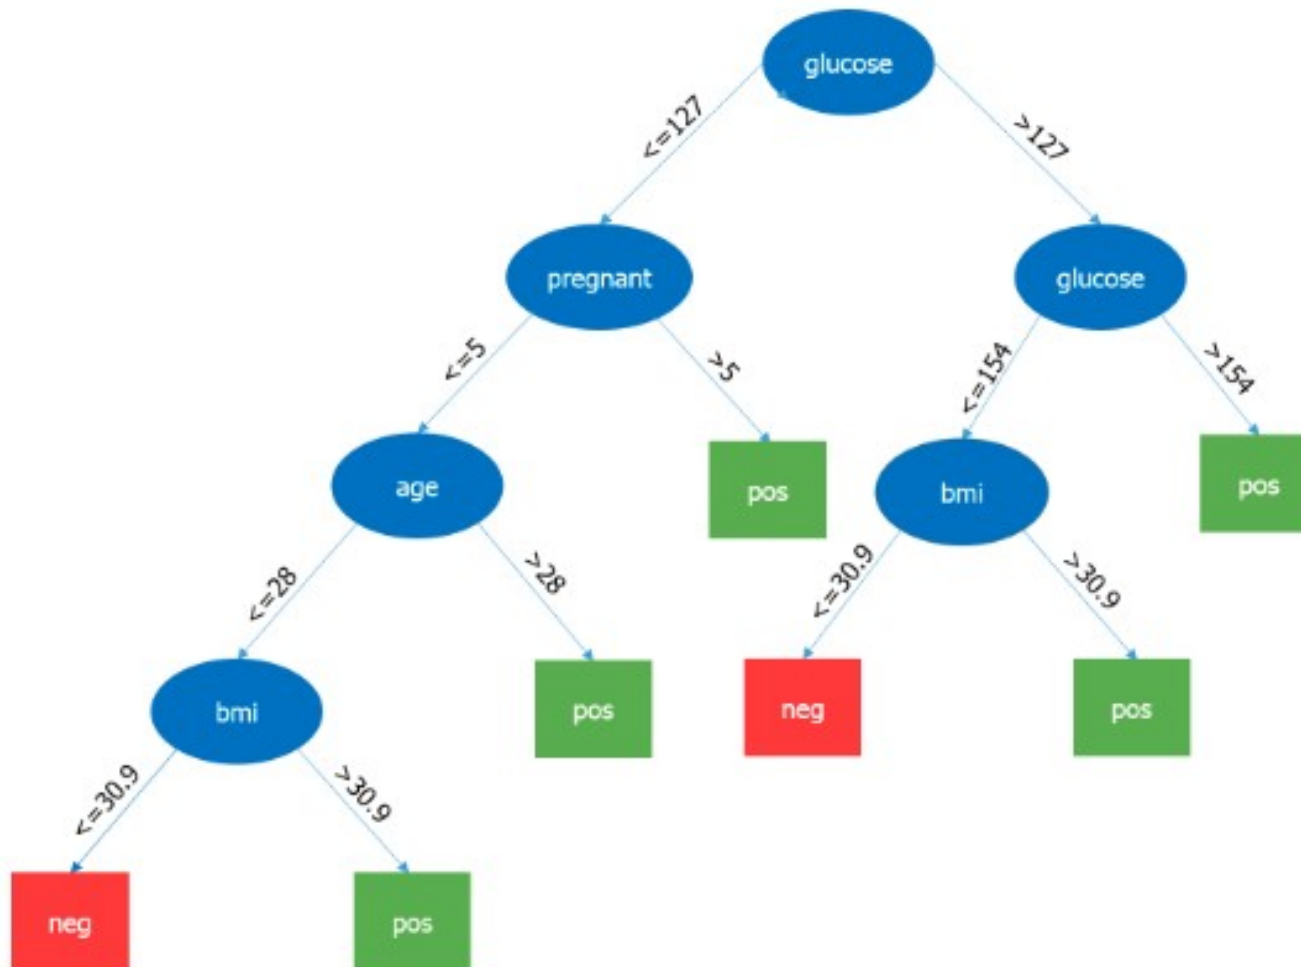 glucose
<=127
>127
pregnant
glucose
<=5
>5
<=154
>154
age
pos
bmi
pos
<=28
>28
<=30.9
>30.9
bmi
pos
neg
pos
<=30.9
>30.9
neg
pos